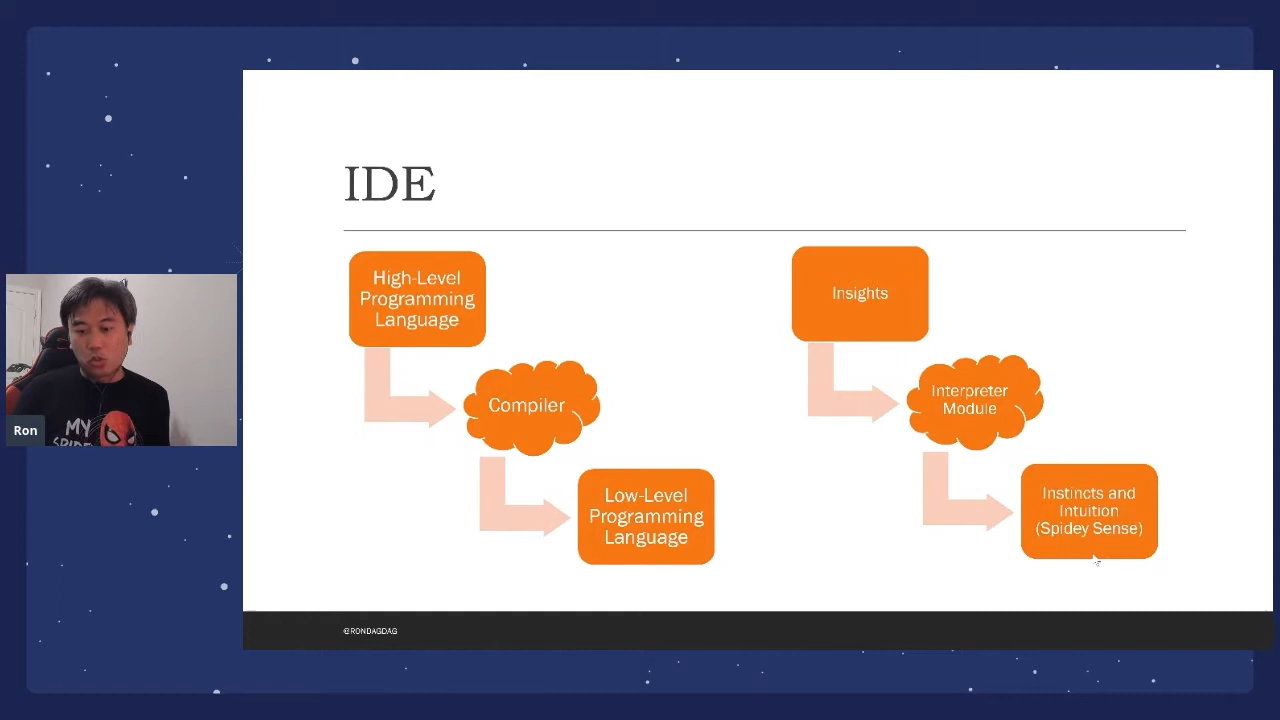 IDE
High-Level
Programming
Language
Compiler
Low-Level
Programming
Language
Insights
Interpreter
Module
Instincts and
Intuition
(Spidey Sense)
MY
Ron
@RONDAGDAG